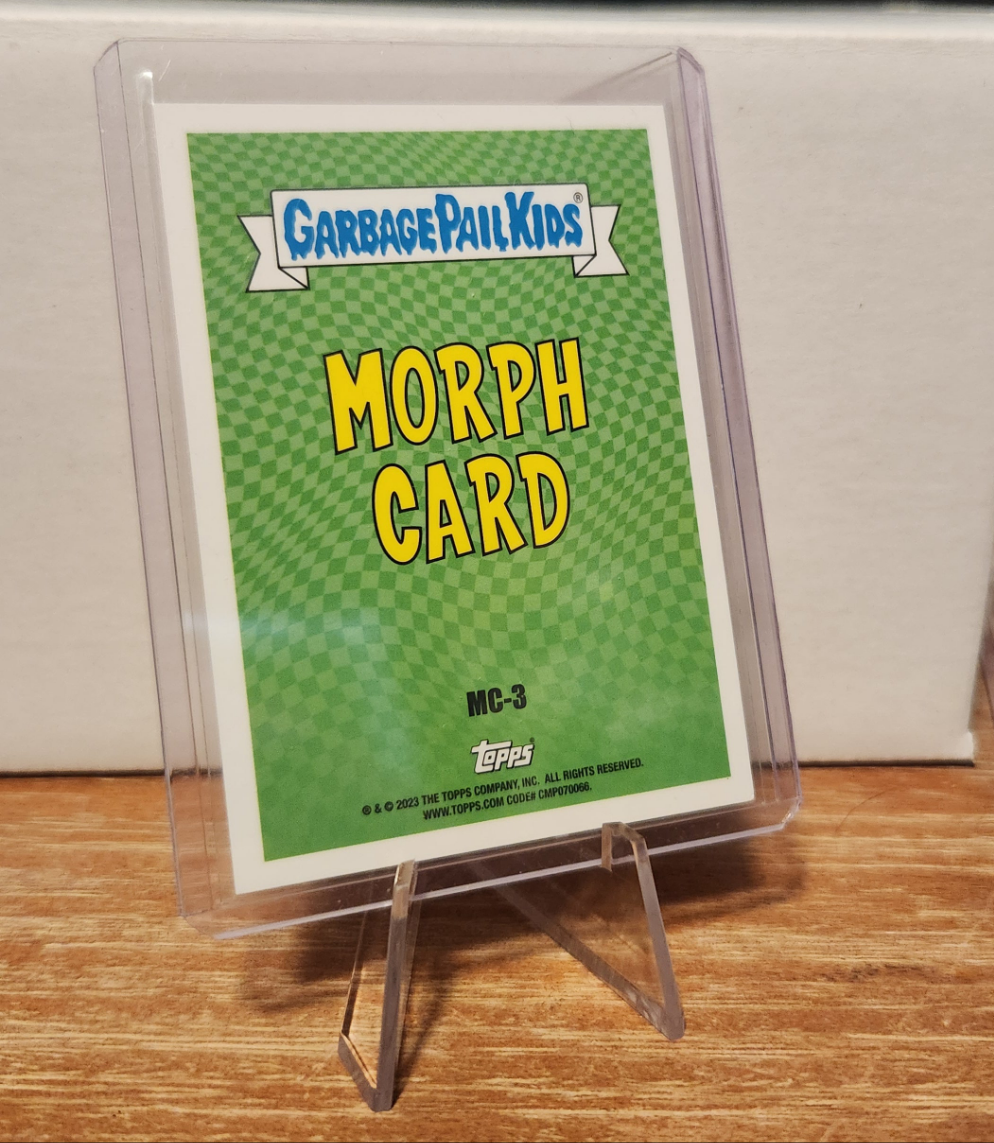 GARBAGE PAIL KIDS®
MORPH
CARD
MC-3
topps®
® & © 2023 THE TOPPS COMPANY, INC. ALL RIGHTS RESERVED.
WWW.TOPPS.COM CODE# CMP070066.